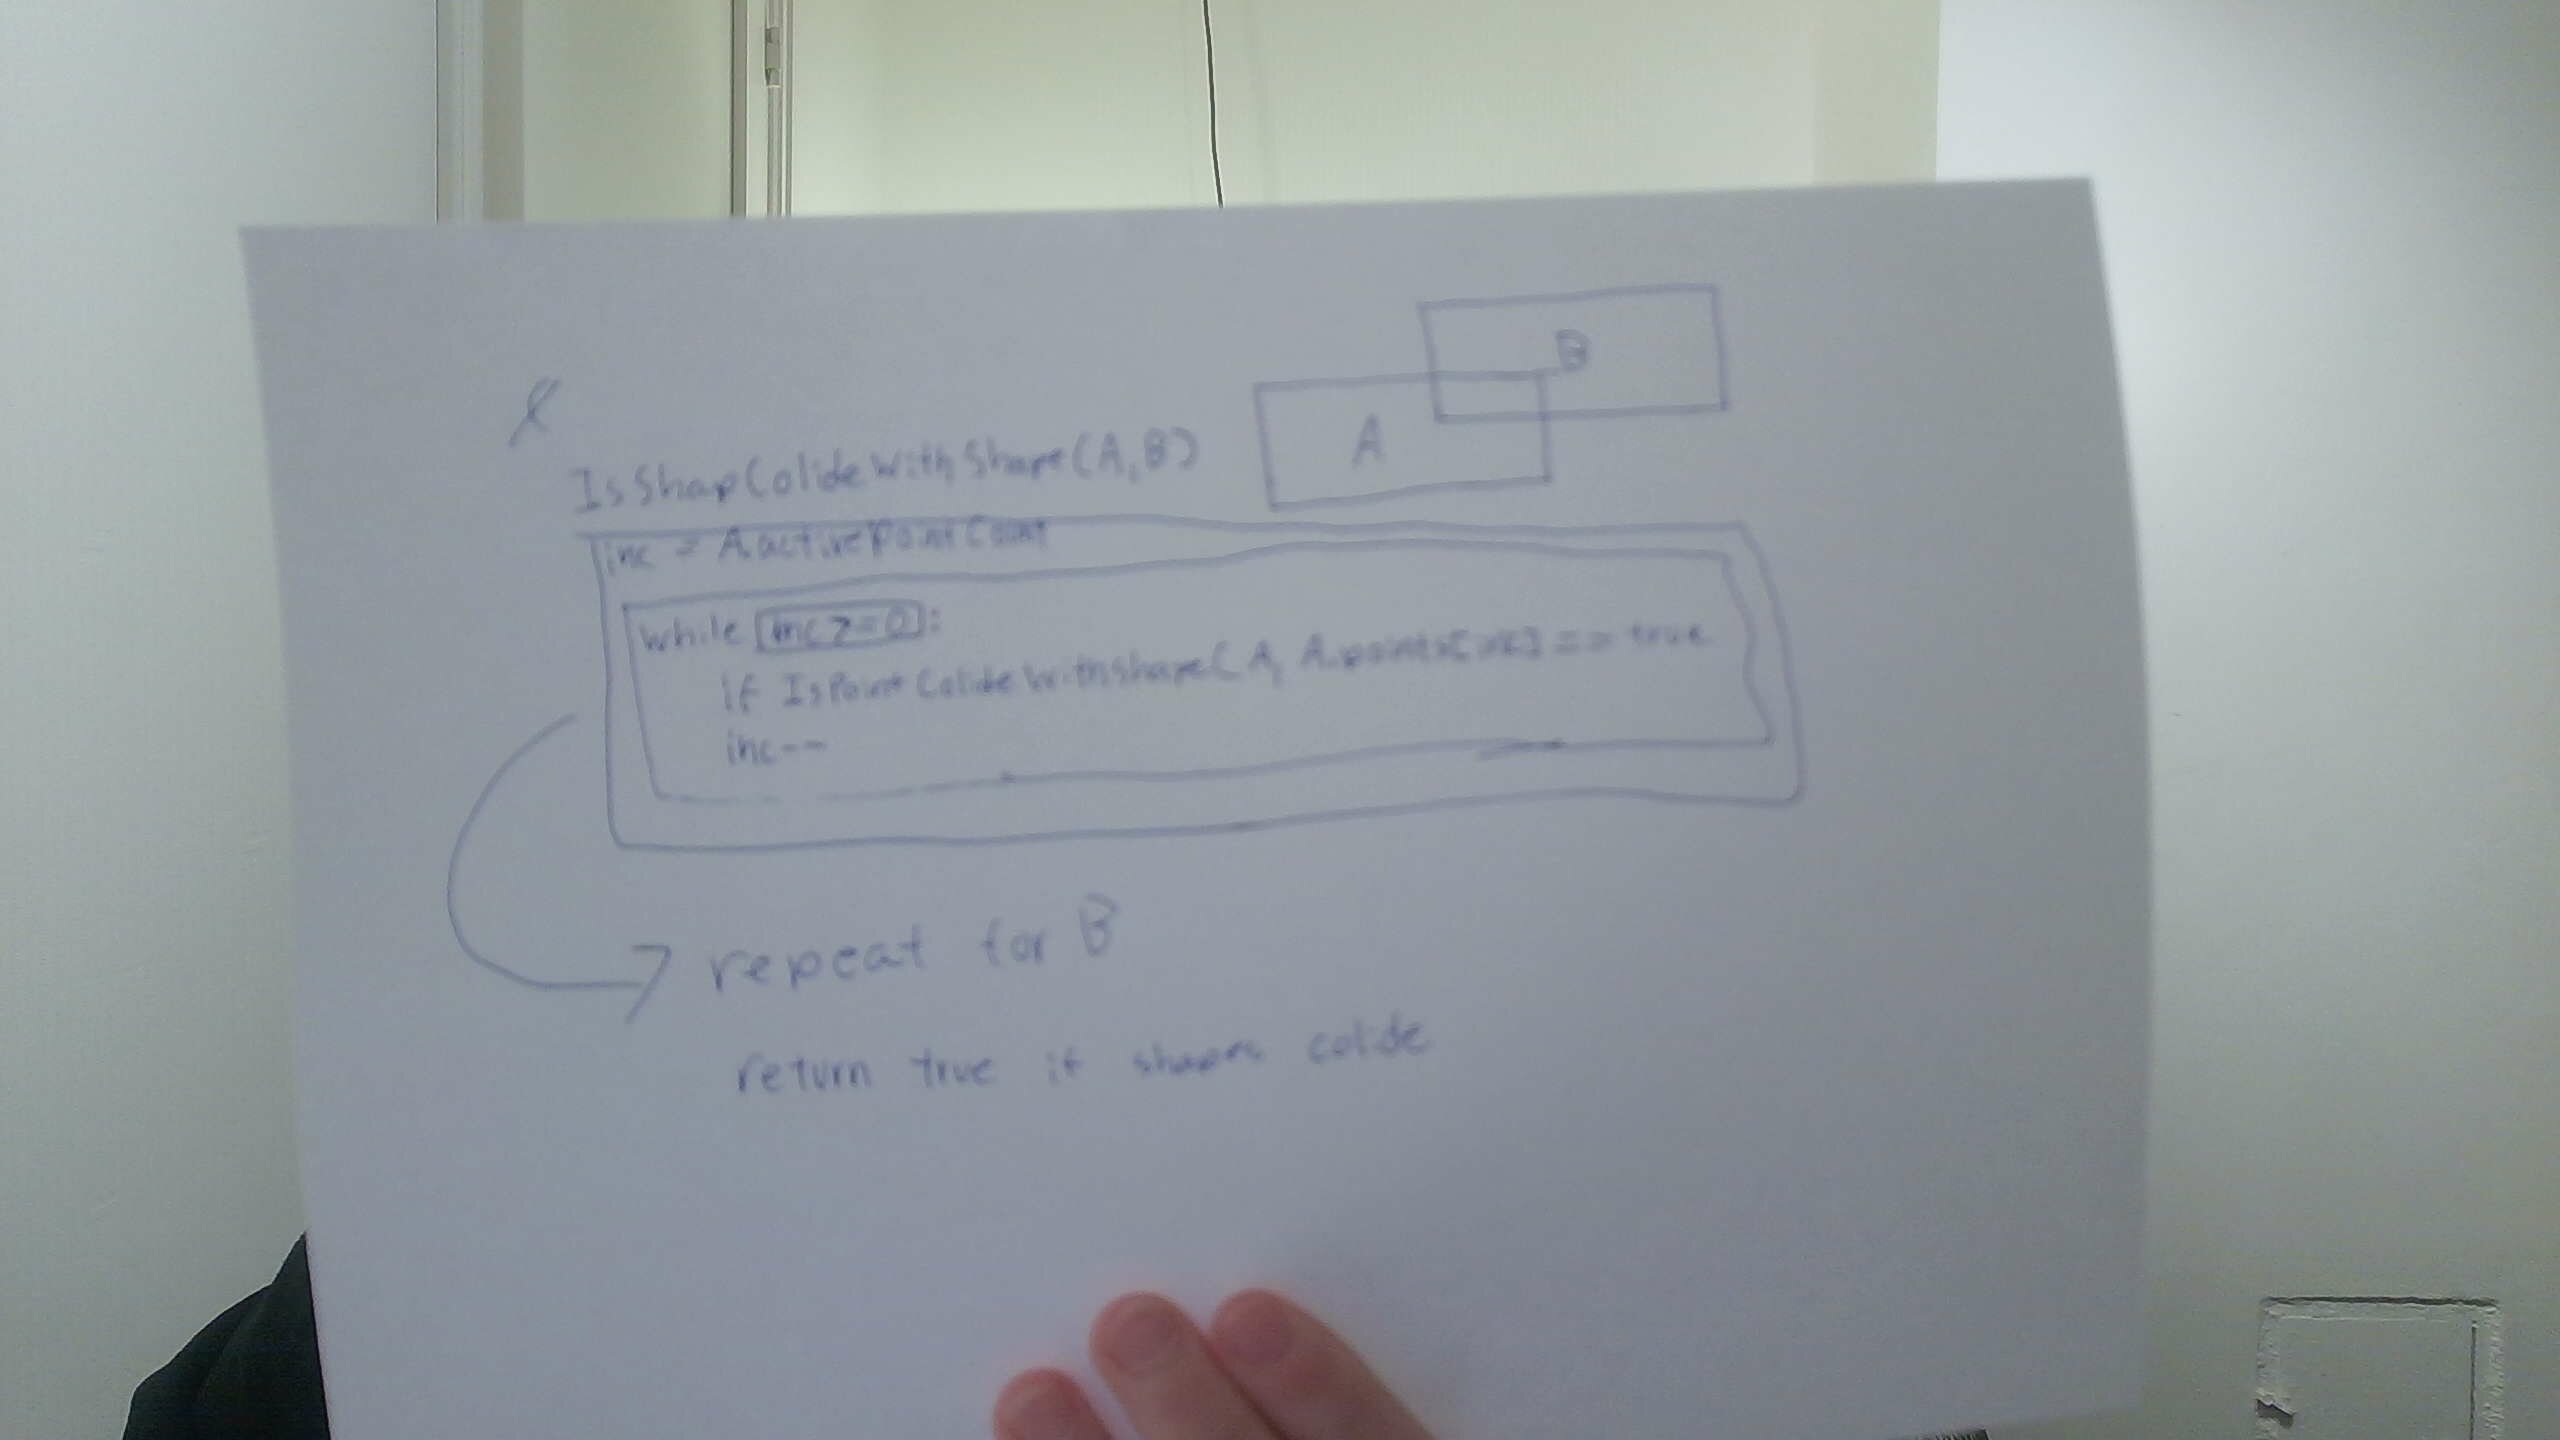 B
A
IsShapColideWithShape(A,B)
inc = A.activePointCount
while inc>=0:
if IsPointColideWithShape(A, A.points[inc] == true
inc--
repeat for B
return true if shapes colide